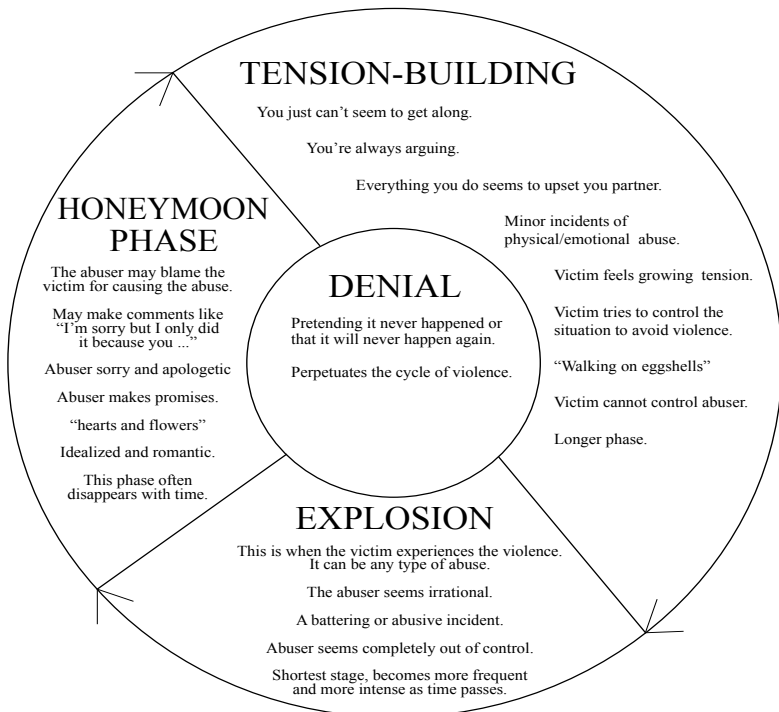 TENSION-BUILDING
You just can’t seem to get along.
You’re always arguing.
Everything you do seems to upset you partner.
Minor incidents of
physical/emotional abuse.
Victim feels growing tension.
Victim tries to control the
situation to avoid violence.
“Walking on eggshells”
Victim cannot control abuser.
Longer phase.
HONEYMOON
PHASE
The abuser may blame the
victim for causing the abuse.
May make comments like
“I’m sorry but I only did
it because you ...”
Abuser sorry and apologetic
Abuser makes promises.
“hearts and flowers”
Idealized and romantic.
This phase often
disappears with time.
DENIAL
Pretending it never happened or
that it will never happen again.
Perpetuates the cycle of violence.
EXPLOSION
This is when the victim experiences the violence.
It can be any type of abuse.
The abuser seems irrational.
A battering or abusive incident.
Abuser seems completely out of control.
Shortest stage, becomes more frequent
and more intense as time passes.